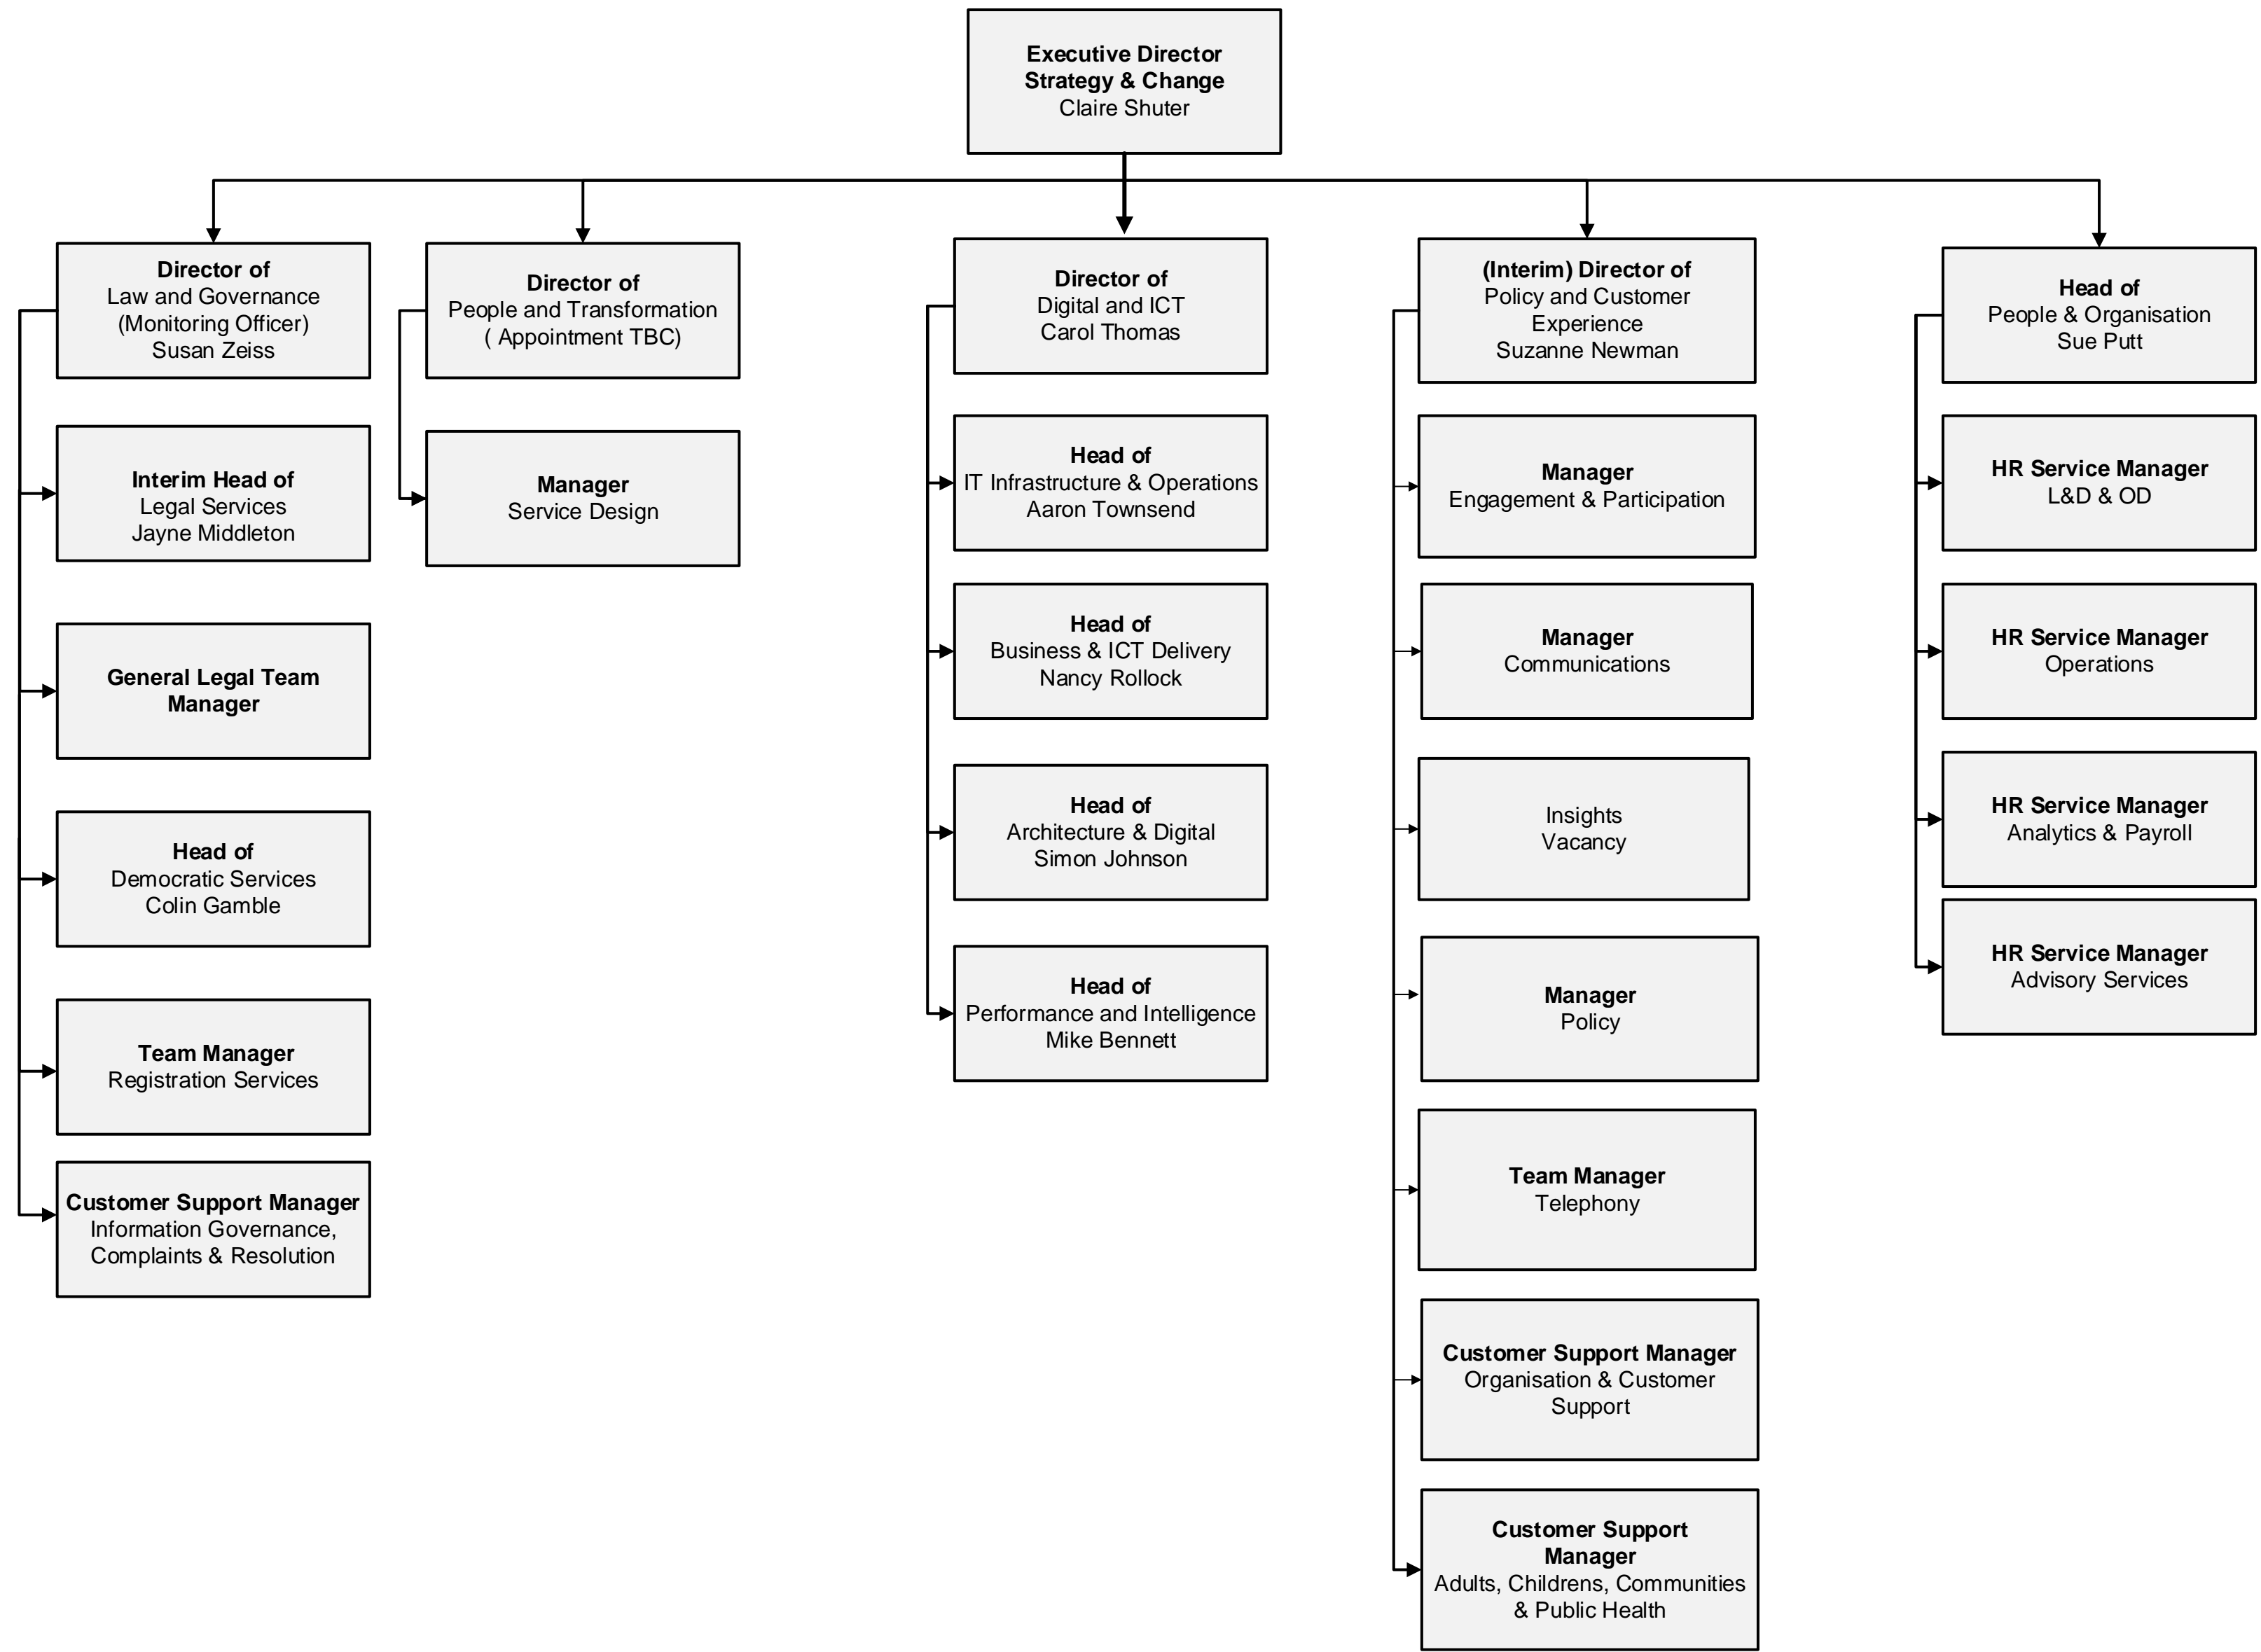 Executive Director
Strategy & Change
Claire Shuter
Director of
Law and Governance
(Monitoring Officer)
Susan Zeiss
Interim Head of
Legal Services
Jayne Middleton
General Legal Team
Manager
Head of
Democratic Services
Colin Gamble
Team Manager
Registration Services
Customer Support Manager
Information Governance,
Complaints & Resolution
Director of
People and Transformation
( Appointment TBC)
Manager
Service Design
Director of
Digital and ICT
Carol Thomas
Head of
IT Infrastructure & Operations
Aaron Townsend
Head of
Business & ICT Delivery
Nancy Rollock
Head of
Architecture & Digital
Simon Johnson
Head of
Performance and Intelligence
Mike Bennett
(Interim) Director of
Policy and Customer
Experience
Suzanne Newman
Manager
Engagement & Participation
Manager
Communications
Insights
Vacancy
Manager
Policy
Team Manager
Telephony
Customer Support Manager
Organisation & Customer
Support
Customer Support
Manager
Adults, Childrens, Communities
& Public Health
Head of
People & Organisation
Sue Putt
HR Service Manager
L&D & OD
HR Service Manager
Operations
HR Service Manager
Analytics & Payroll
HR Service Manager
Advisory Services